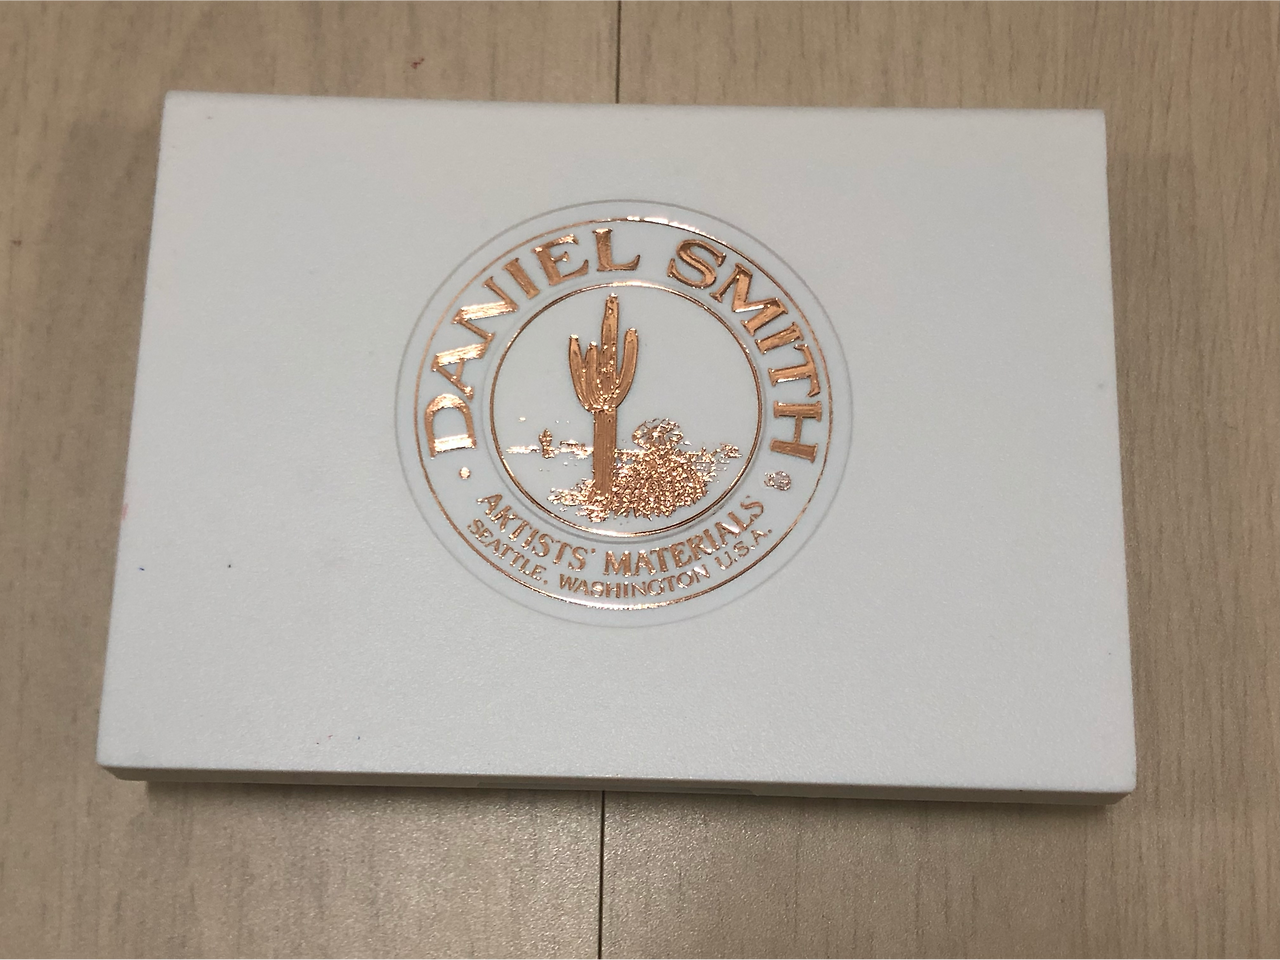 DANIEL SMITH
ARTISTS' MATERIALS
SEATTLE, WASHINGTON U.S.A.